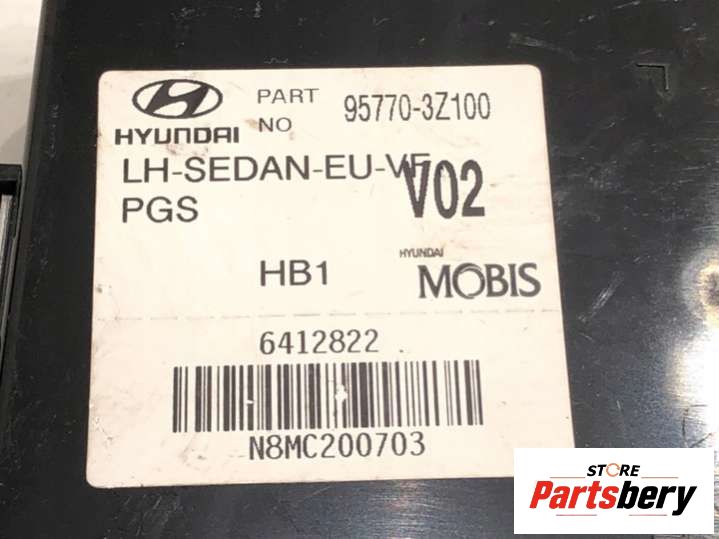 HYUNDAI
PART NO 95770-3Z100
LH-SEDAN-EU-VF
PGS
V02
HB1
HYUNDAI
MOBIS
6412822
N8MC200703
STORE
Partsbery